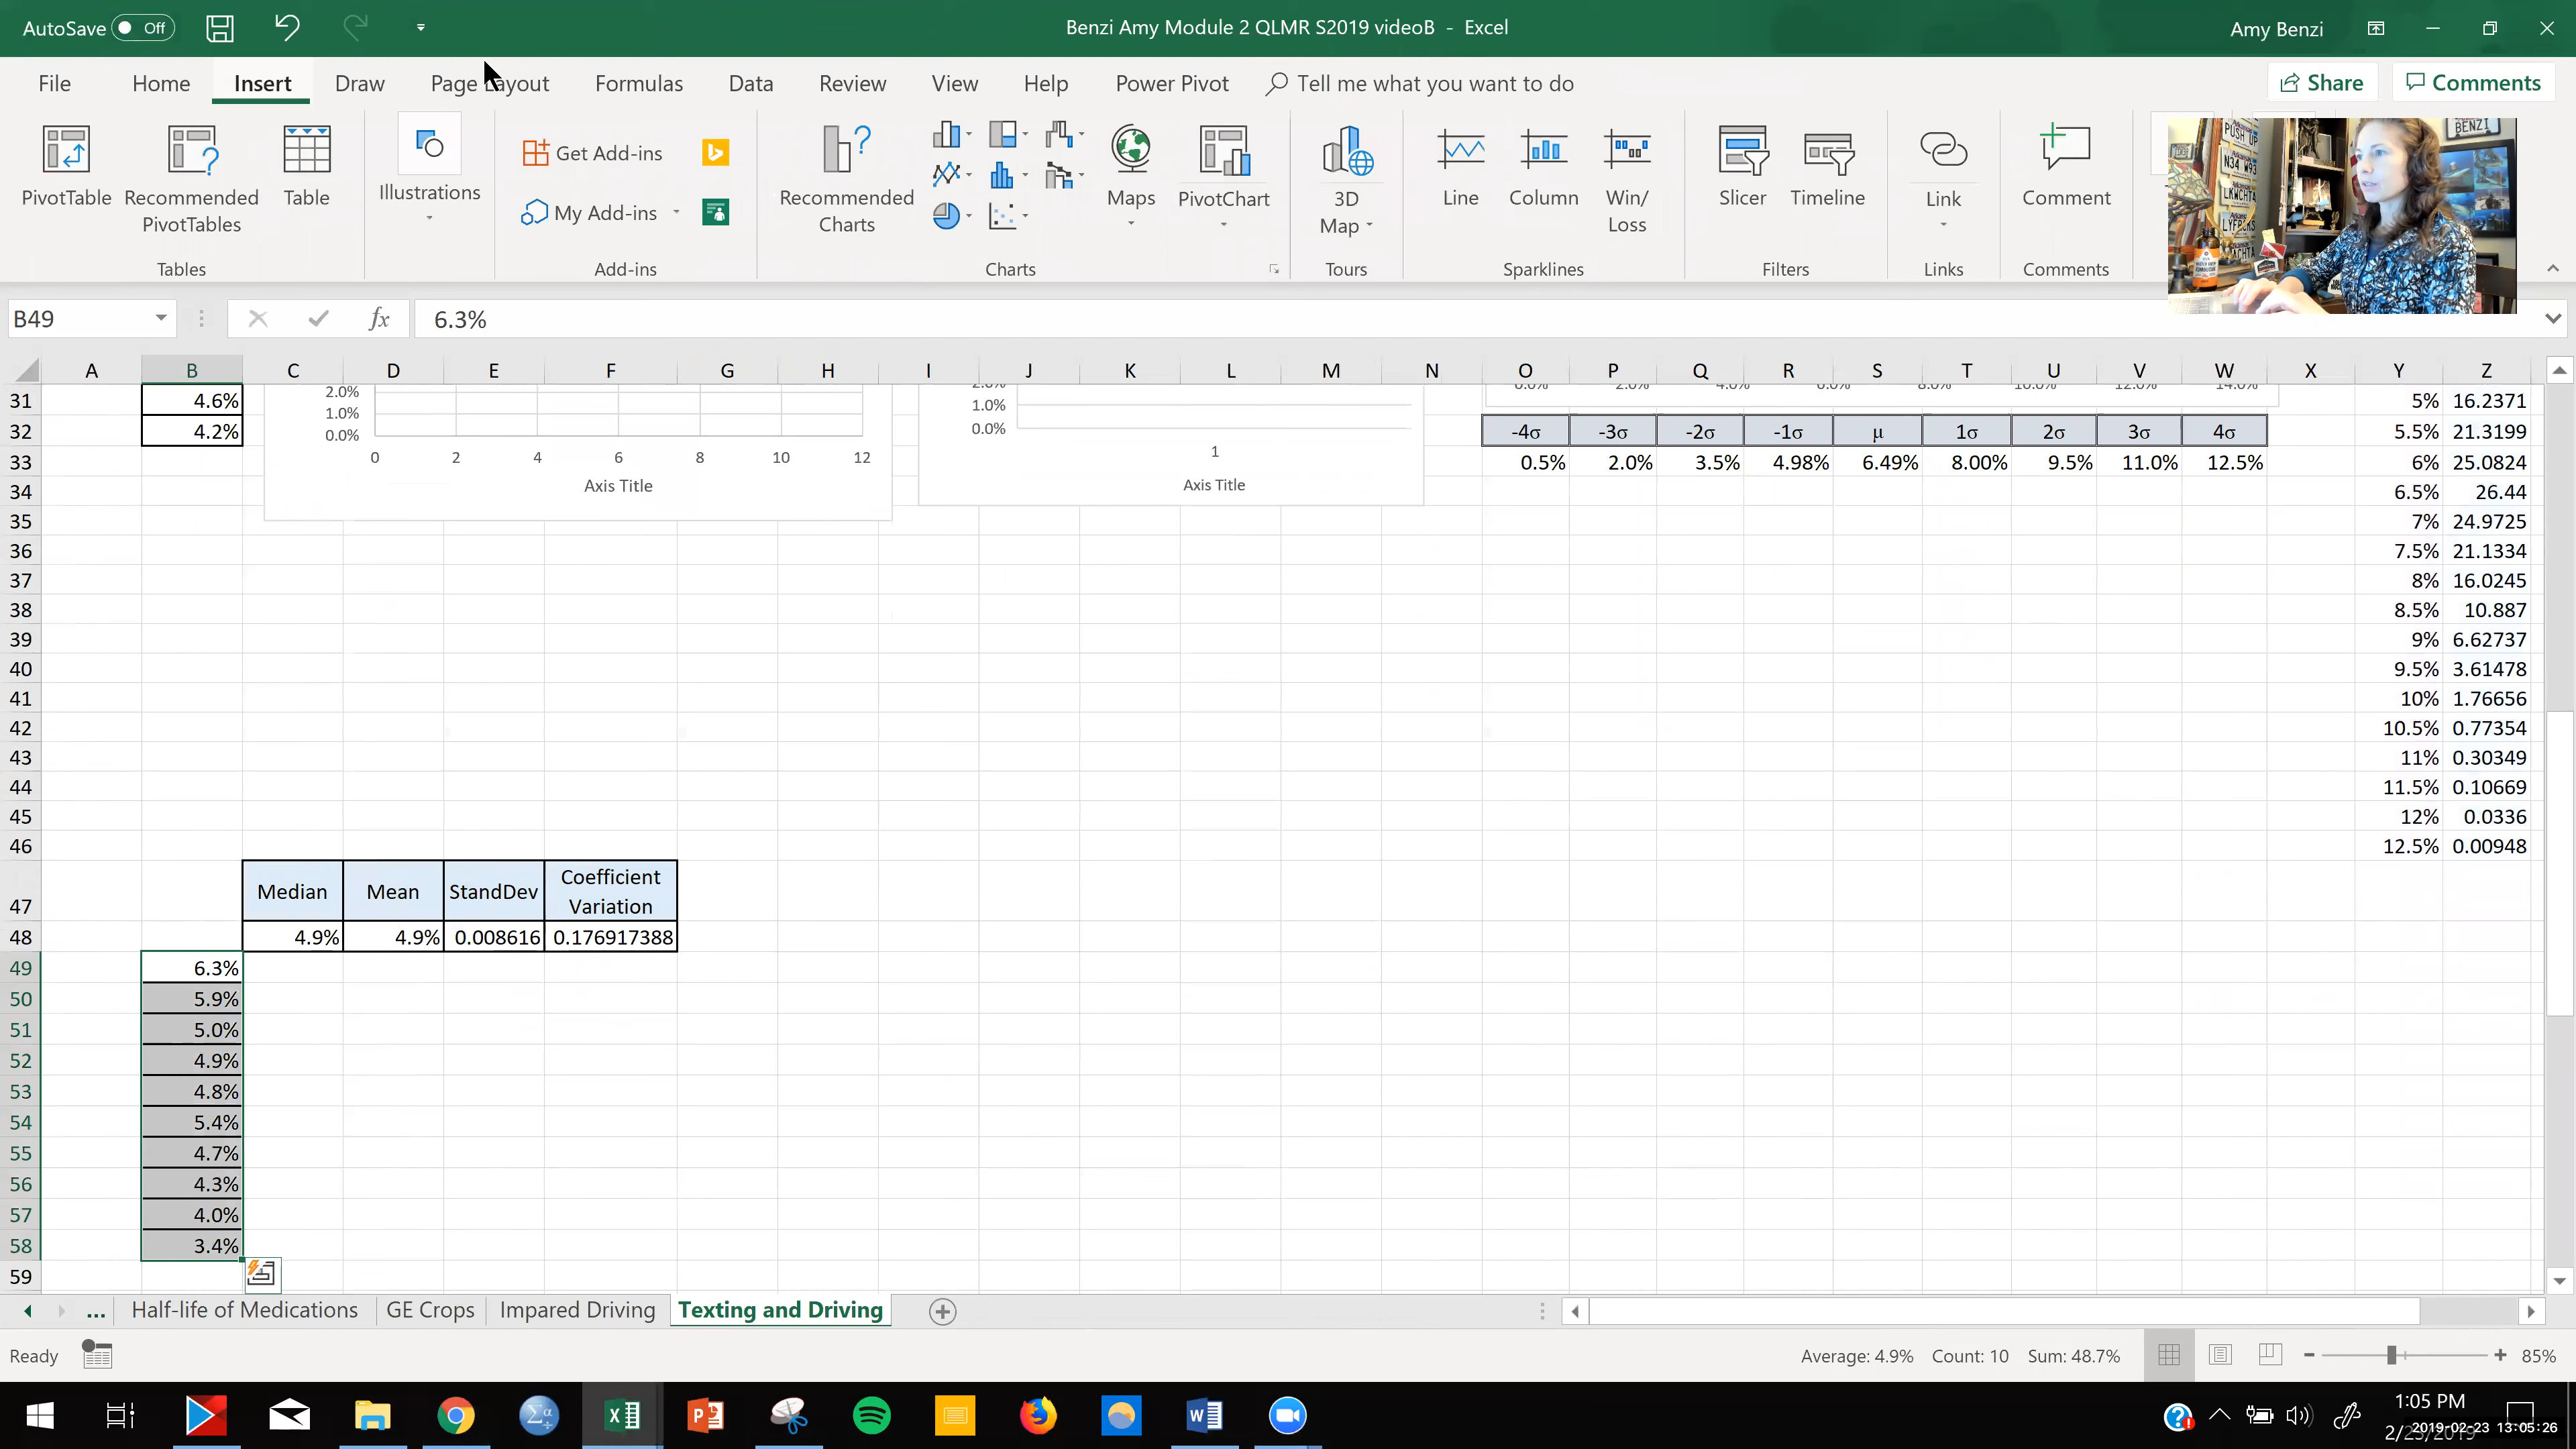 AutoSave Off
Benzi Amy Module 2 QLMR S2019 videoB - Excel
Amy Benzi
File Home Insert Draw Page Layout Formulas Data Review View Help Power Pivot Tell me what you want to do Share Comments
PivotTable
Recommended PivotTables
Table
Tables
Illustrations
Get Add-ins
My Add-ins
Add-ins
Recommended Charts
Maps
PivotChart
Charts
3D Map
Tours
Line
Column
Win/ Loss
Sparklines
Slicer
Timeline
Filters
Link
Links
Comment
Comments
PUSH UP
N34 W93
BENZI
B49 fx 6.3%
A B C D E F G H I J K L M N O P Q R S T U V W X Y Z
31 4.6% 5% 16.2371
32 4.2% -4σ -3σ -2σ -1σ μ 1σ 2σ 3σ 4σ 5.5% 21.3199
33 0.5% 2.0% 3.5% 4.98% 6.49% 8.00% 9.5% 11.0% 12.5% 6% 25.0824
2.0%
1.0%
0.0%
0 2 4 6 8 10 12
Axis Title
1.0%
0.0%
1
Axis Title
34 6.5% 26.44
35 7% 24.9725
36 7.5% 21.1334
37 8% 16.0245
38 8.5% 10.887
39 9% 6.62737
40 9.5% 3.61478
41 10% 1.76656
42 10.5% 0.77354
43 11% 0.30349
44 11.5% 0.10669
45 12% 0.0336
46 12.5% 0.00948
47 Median Mean StandDev Coefficient Variation
48 4.9% 4.9% 0.008616 0.176917388
49 6.3%
50 5.9%
51 5.0%
52 4.9%
53 4.8%
54 5.4%
55 4.7%
56 4.3%
57 4.0%
58 3.4%
59
... Half-life of Medications GE Crops Impared Driving Texting and Driving
Ready Average: 4.9% Count: 10 Sum: 48.7% 85%
1:05 PM
2019-02-23 13:05:26